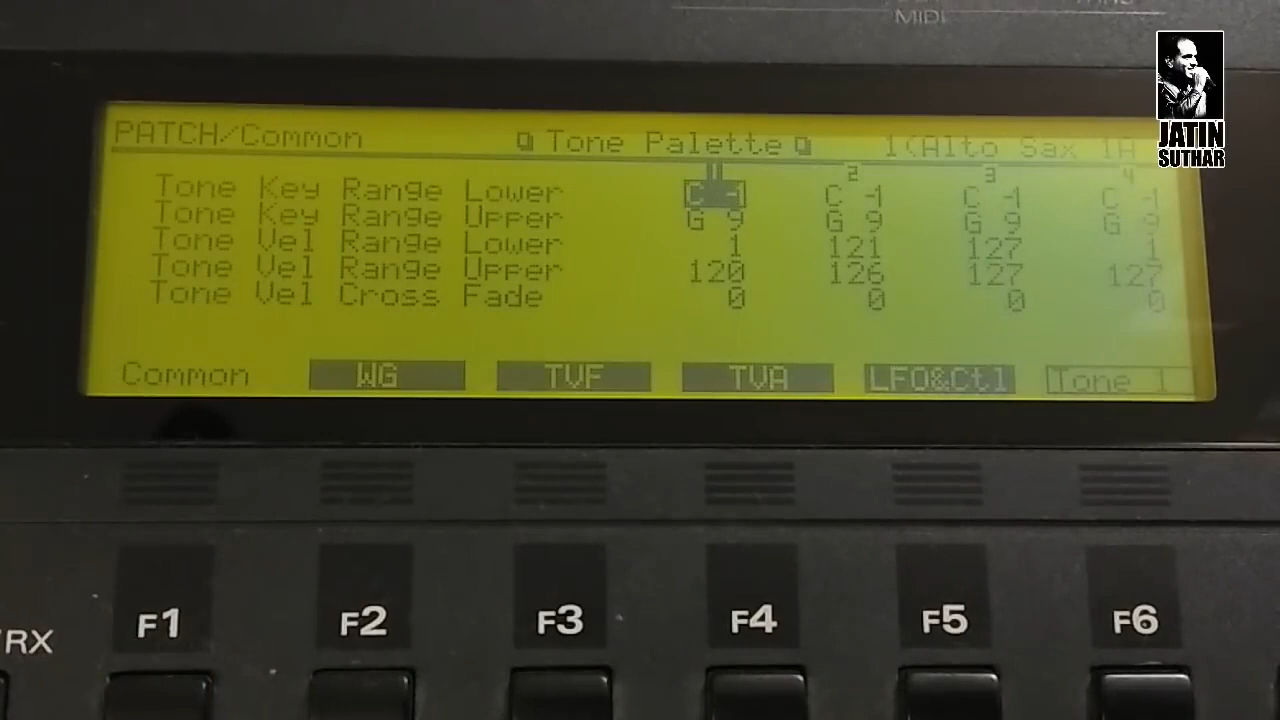 MIDI
JATIN
SUTHAR
PATCH/Common Tone Palette 1(Alto Sax 1A
1 2 3 4
Tone Key Range Lower C -1 C -1 C -1 C -1
Tone Key Range Upper G 9 G 9 G 9 G 9
Tone Vel Range Lower 1 121 127 1
Tone Vel Range Upper 120 126 127 127
Tone Vel Cross Fade 0 0 0 0
Common WG TVF TVA LFO&Ctl Tone 1
/RX F1 F2 F3 F4 F5 F6